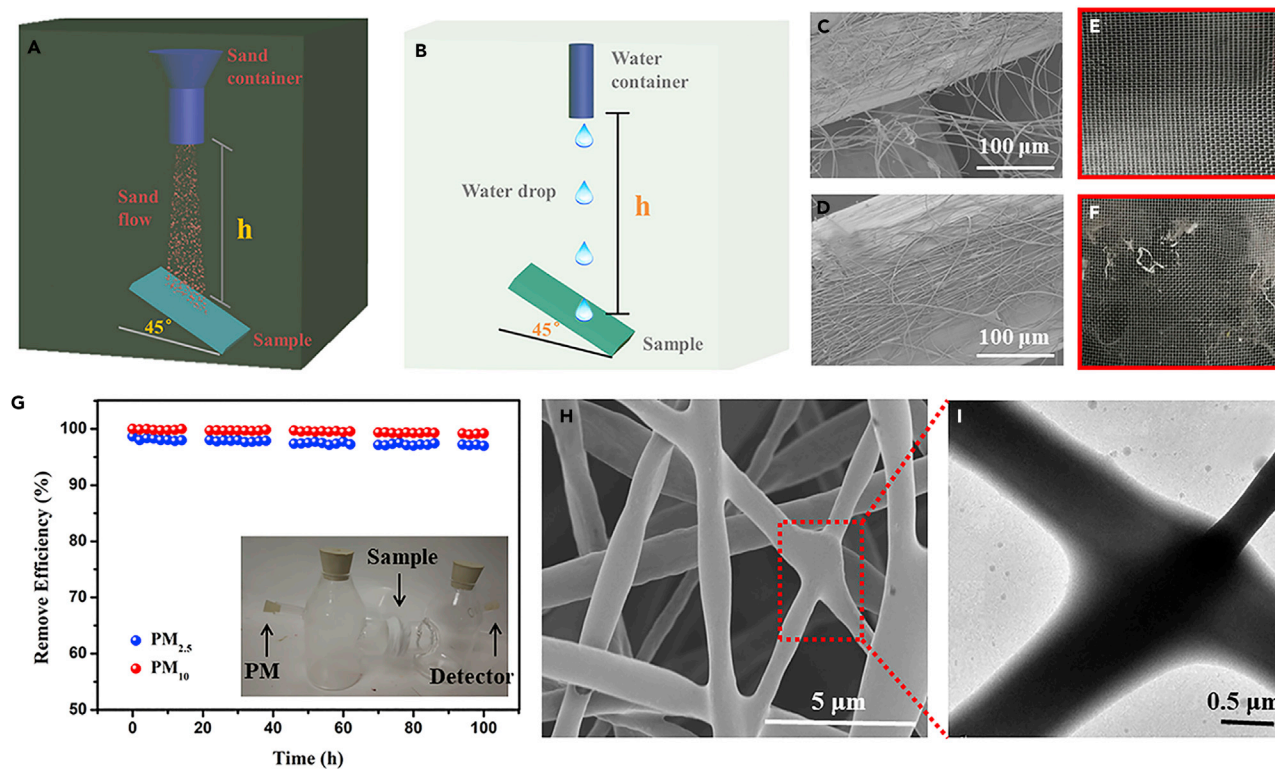 A
Sand
container
Sand
flow
h
45°
Sample
B
Water
container
Water drop
h
45°
Sample
C
100 μm
D
100 μm
E
F
G
Remove Efficiency (%)
100
90
80
70
60
50
Sample
PM
Detector
PM2.5
PM10
0
20
40
60
80
100
Time (h)
H
5 μm
I
0.5 μm